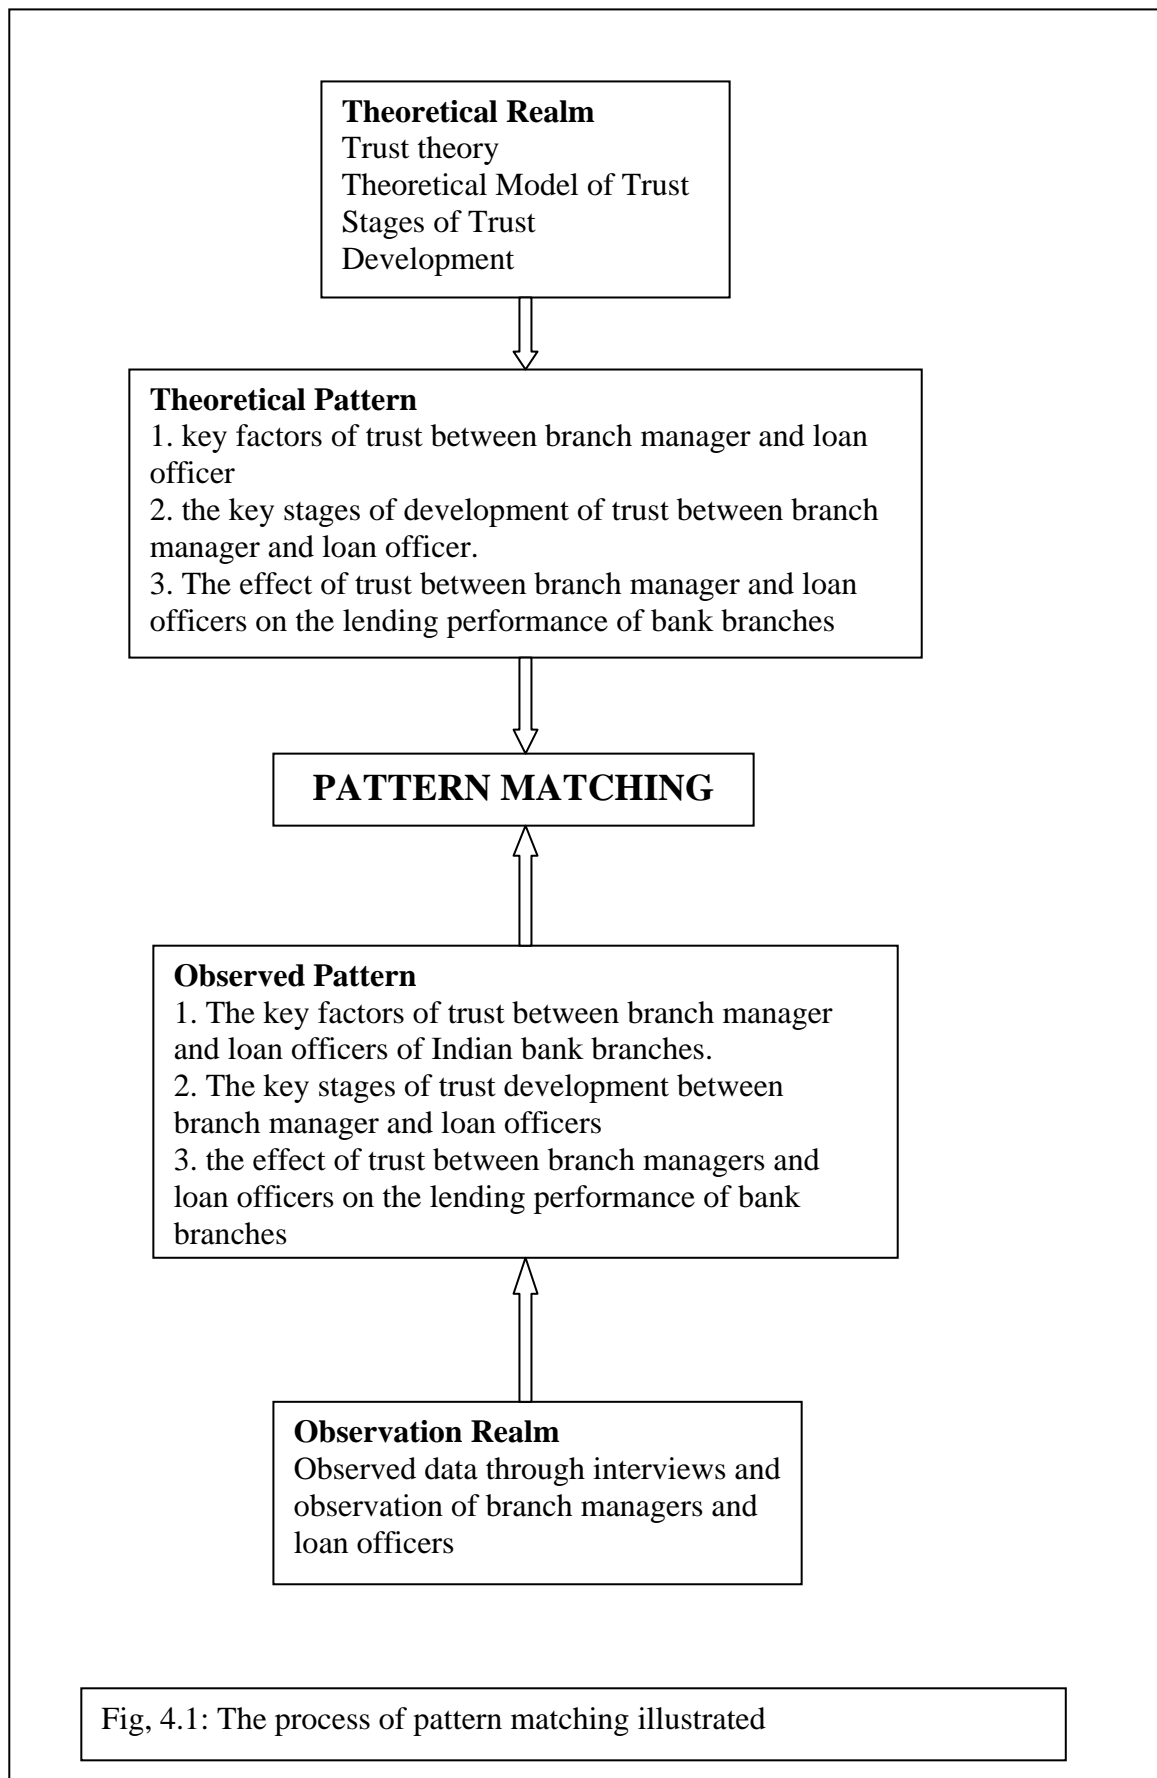 Theoretical Realm
Trust theory
Theoretical Model of Trust
Stages of Trust
Development
Theoretical Pattern
1. key factors of trust between branch manager and loan
officer
2. the key stages of development of trust between branch
manager and loan officer.
3. The effect of trust between branch manager and loan
officers on the lending performance of bank branches
PATTERN MATCHING
Observed Pattern
1. The key factors of trust between branch manager
and loan officers of Indian bank branches.
2. The key stages of trust development between
branch manager and loan officers
3. the effect of trust between branch managers and
loan officers on the lending performance of bank
branches
Observation Realm
Observed data through interviews and
observation of branch managers and
loan officers
Fig, 4.1: The process of pattern matching illustrated